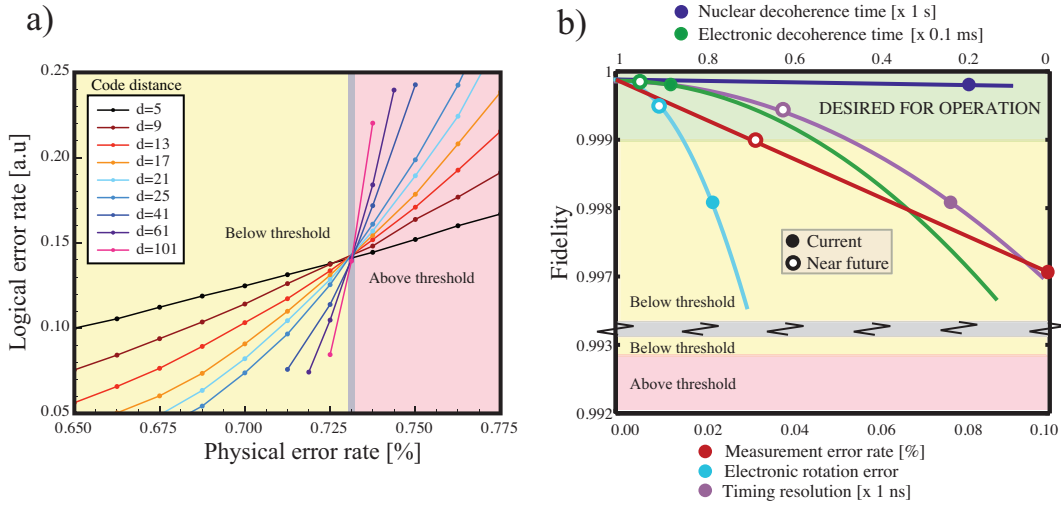 a)
Logical error rate [a.u]
0.25
0.20
0.15
0.10
0.05
Code distance
d=5
d=9
d=13
d=17
d=21
d=25
d=41
d=61
d=101
Below threshold
Above threshold
0.650 0.675 0.700 0.725 0.750 0.775
Physical error rate [%]
b)
Nuclear decoherence time [x 1 s]
Electronic decoherence time [x 0.1 ms]
1 0.8 0.6 0.4 0.2 0
Fidelity
1
0.999
0.998
0.997
0.993
0.992
DESIRED FOR OPERATION
Current
Near future
Below threshold
Below threshold
Above threshold
0.00 0.02 0.04 0.06 0.08 0.10
Measurement error rate [%]
Electronic rotation error
Timing resolution [x 1 ns]